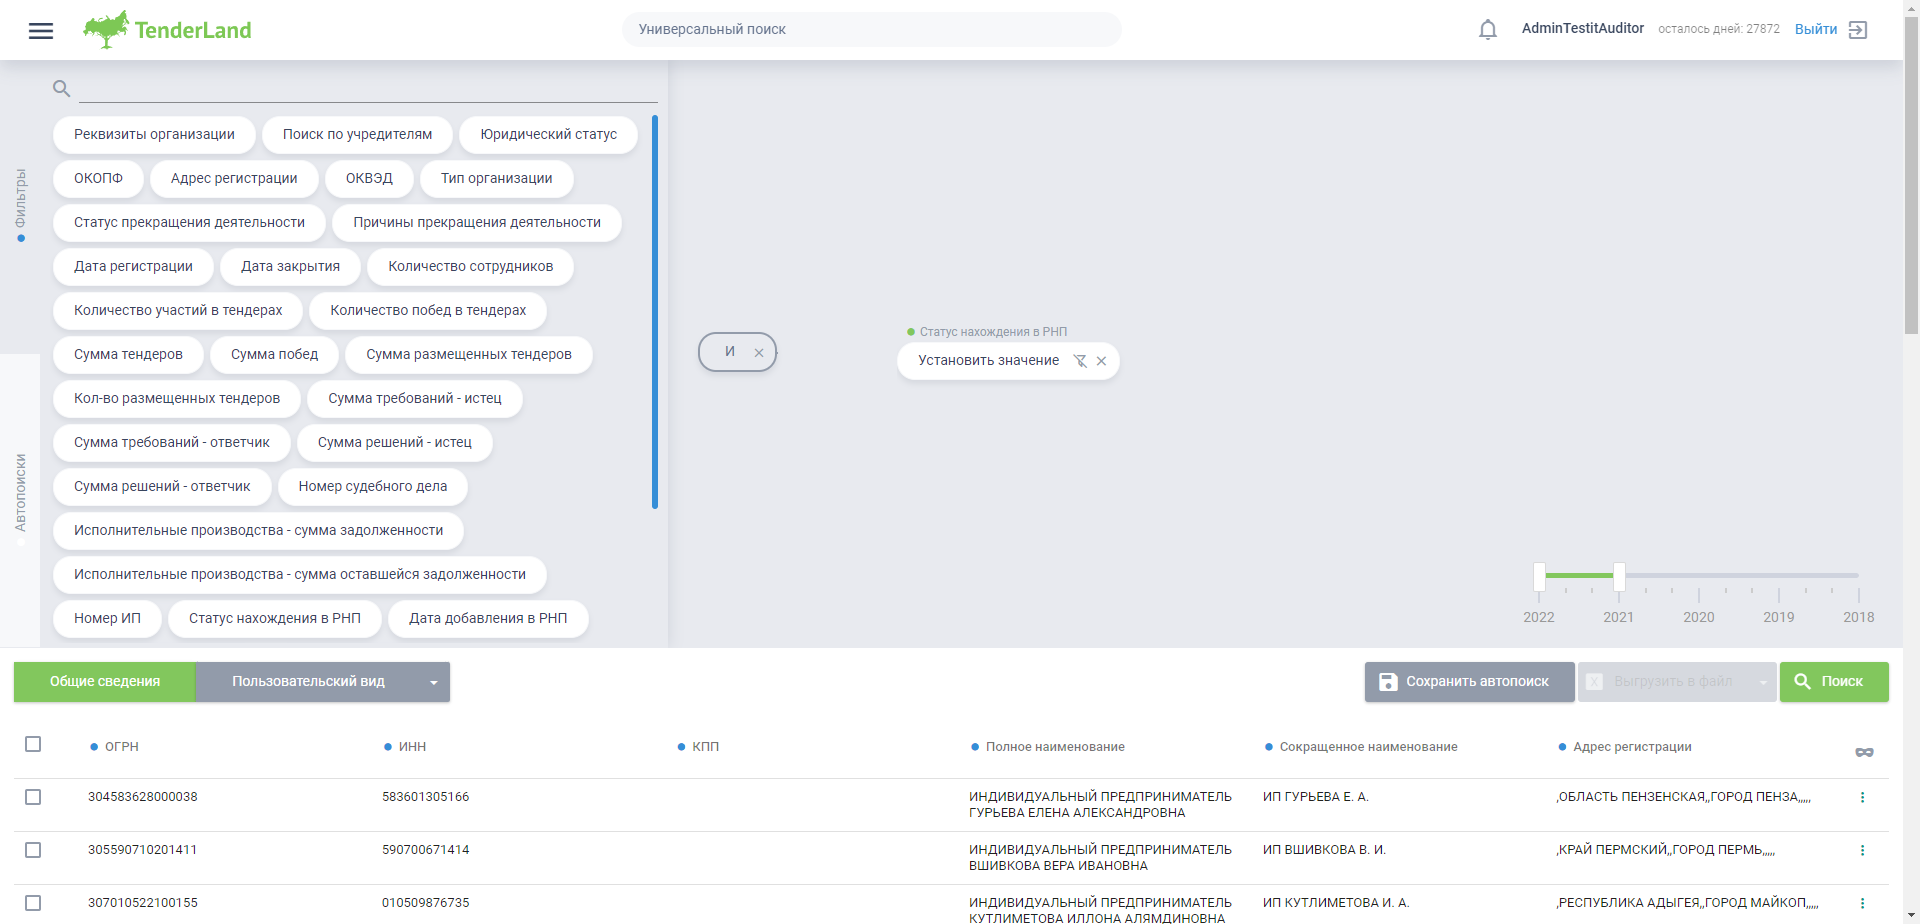 TenderLand
Универсальный поиск
AdminTestitAuditor
осталось дней: 27872
Выйти
Фильтры
Автопоиски
Реквизиты организации
Поиск по учредителям
Юридический статус
ОКОПФ
Адрес регистрации
ОКВЭД
Тип организации
Статус прекращения деятельности
Причины прекращения деятельности
Дата регистрации
Дата закрытия
Количество сотрудников
Количество участий в тендерах
Количество побед в тендерах
Сумма тендеров
Сумма побед
Сумма размещенных тендеров
Кол-во размещенных тендеров
Сумма требований - истец
Сумма требований - ответчик
Сумма решений - истец
Сумма решений - ответчик
Номер судебного дела
Исполнительные производства - сумма задолженности
Исполнительные производства - сумма оставшейся задолженности
Номер ИП
Статус нахождения в РНП
Дата добавления в РНП
И
Статус нахождения в РНП
Установить значение
2022
2021
2020
2019
2018
Общие сведения
Пользовательский вид
Сохранить автопоиск
Выгрузить в файл
Поиск
ОГРН
ИНН
КПП
Полное наименование
Сокращенное наименование
Адрес регистрации
304583628000038
583601305166
ИНДИВИДУАЛЬНЫЙ ПРЕДПРИНИМАТЕЛЬ
ГУРЬЕВА ЕЛЕНА АЛЕКСАНДРОВНА
ИП ГУРЬЕВА Е. А.
,ОБЛАСТЬ ПЕНЗЕНСКАЯ,,ГОРОД ПЕНЗА,,,,,
305590710201411
590700671414
ИНДИВИДУАЛЬНЫЙ ПРЕДПРИНИМАТЕЛЬ
ВШИВКОВА ВЕРА ИВАНОВНА
ИП ВШИВКОВА В. И.
,КРАЙ ПЕРМСКИЙ,,ГОРОД ПЕРМЬ,,,,,
307010522100155
010509876735
ИНДИВИДУАЛЬНЫЙ ПРЕДПРИНИМАТЕЛЬ
КУТЛИМЕТОВА ИЛЛОНА АЛЯМДИНОВНА
ИП КУТЛИМЕТОВА И. А.
,РЕСПУБЛИКА АДЫГЕЯ,,ГОРОД МАЙКОП,,,,,